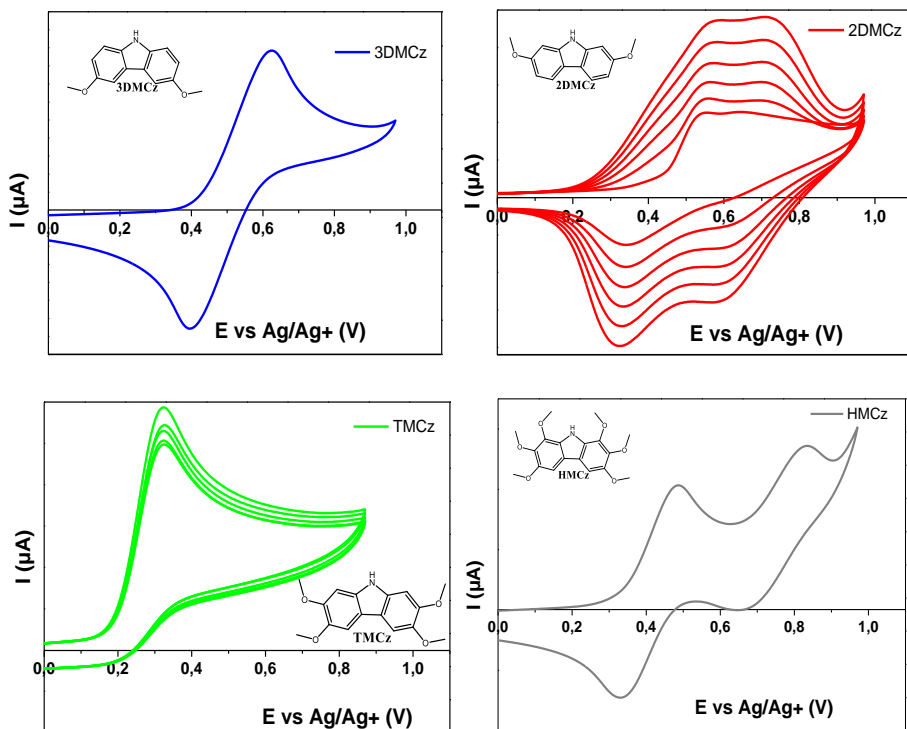 3DMCz
NH
O
O
3DMCz
I (µA)
0,0 0,2 0,4 0,6 0,8 1,0
E vs Ag/Ag+ (V)
2DMCz
H
N
O
O
2DMCz
I (µA)
0,0 0,2 0,4 0,6 0,8 1,0
E vs Ag/Ag+ (V)
TMCz
I (µA)
NH
O
O
O
O
TMCz
0,0 0,2 0,4 0,6 0,8 1,0
E vs Ag/Ag+ (V)
HMCz
O
NH
O
O
O
O
O
HMCz
I (µA)
0,0 0,2 0,4 0,6 0,8 1,0
E vs Ag/Ag+ (V)